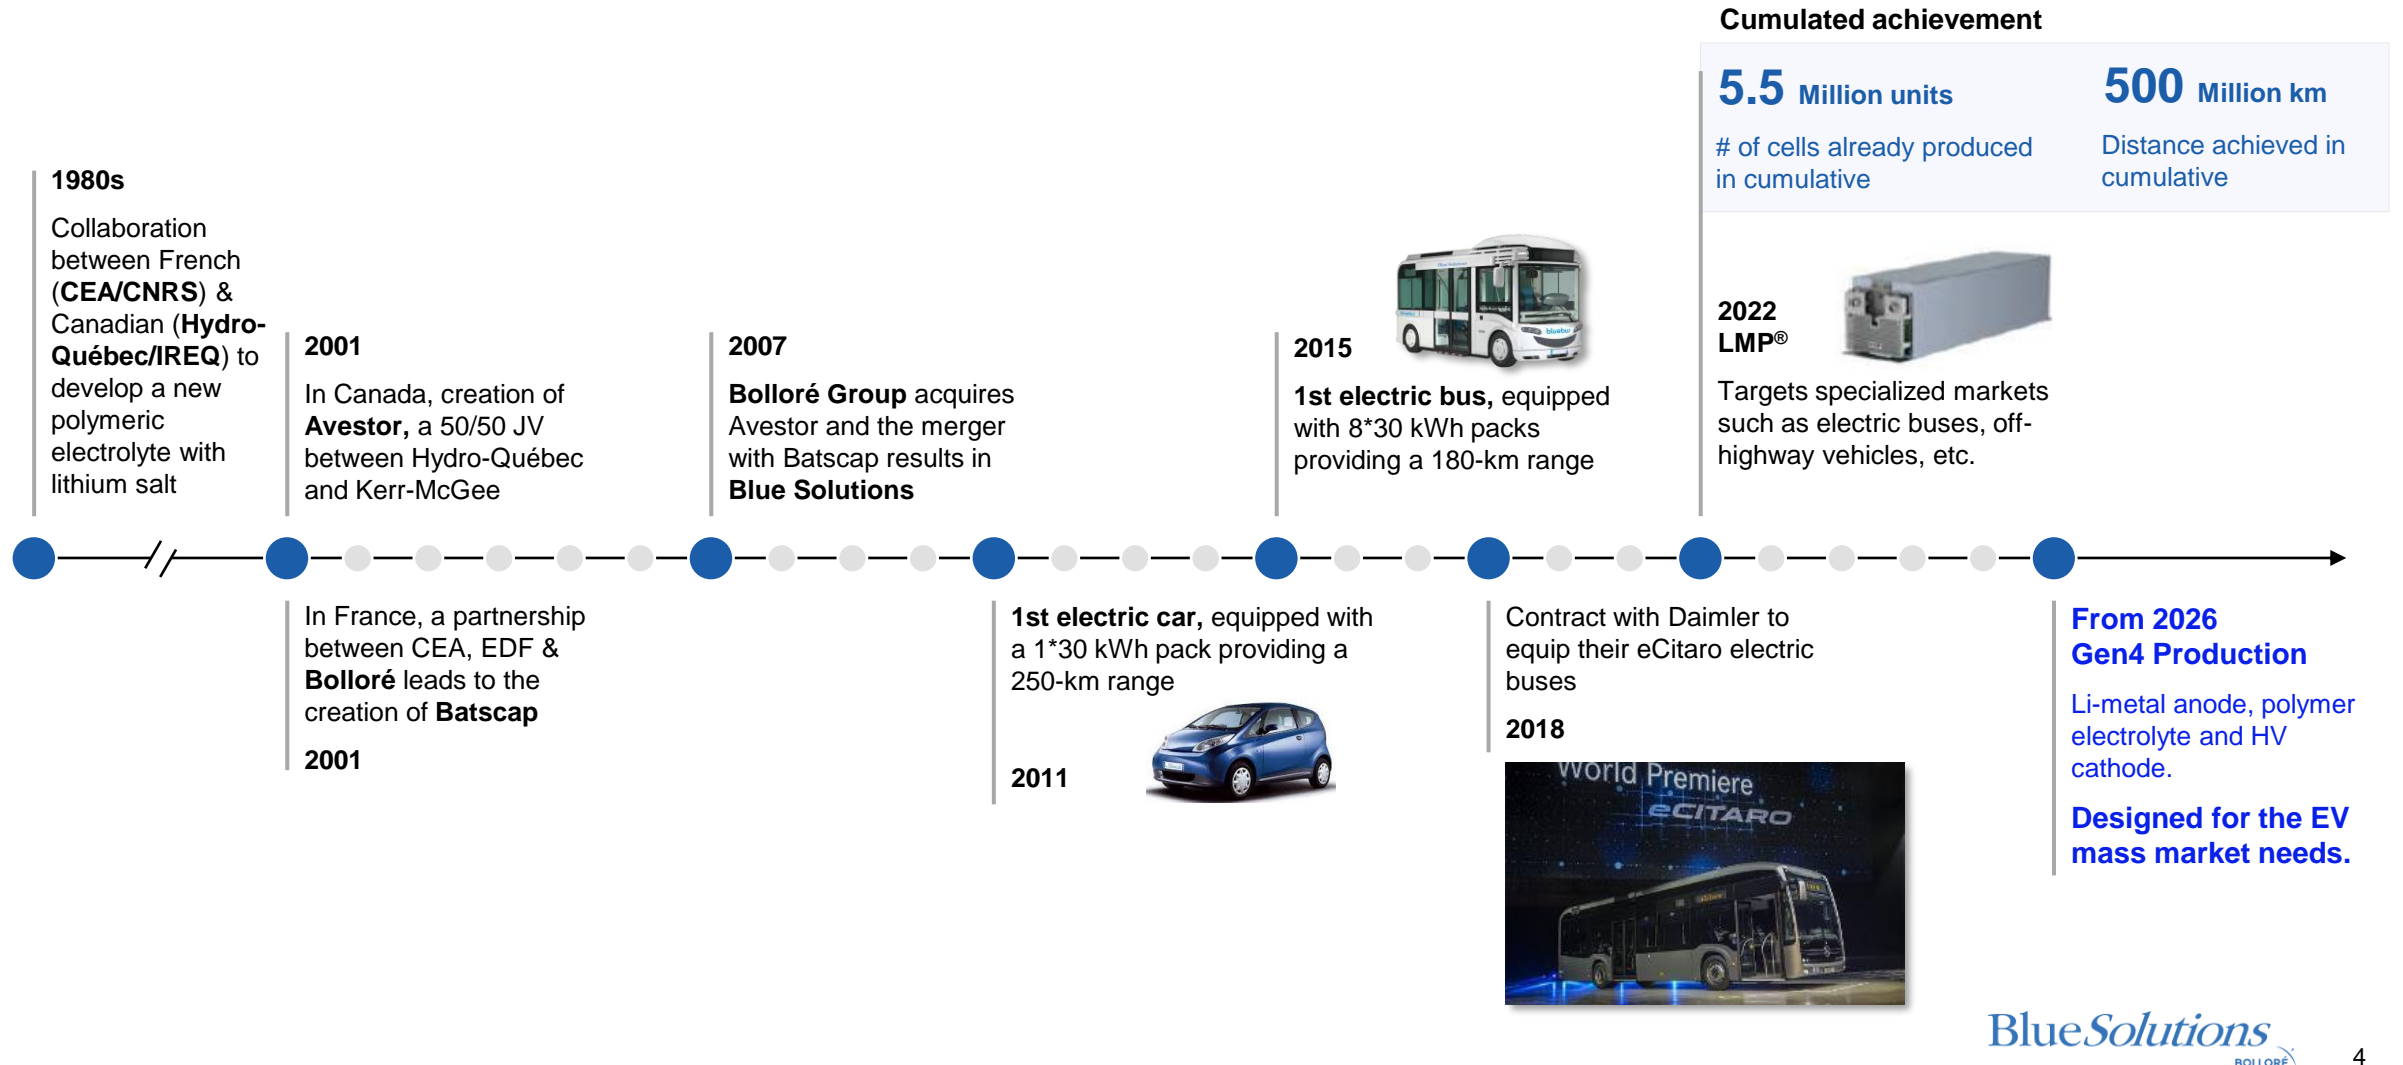 Cumulated achievement
5.5 Million units
# of cells already produced
in cumulative
500 Million km
Distance achieved in
cumulative
1980s
Collaboration
between French
(CEA/CNRS) &
Canadian (Hydro-
Québec/IREQ) to
develop a new
polymeric
electrolyte with
lithium salt
2001
In Canada, creation of
Avestor, a 50/50 JV
between Hydro-Québec
and Kerr-McGee
In France, a partnership
between CEA, EDF &
Bolloré leads to the
creation of Batscap
2001
2007
Bolloré Group acquires
Avestor and the merger
with Batscap results in
Blue Solutions
1st electric car, equipped with
a 1*30 kWh pack providing a
250-km range
2011
2015
Blue Solutions
bluebus
1st electric bus, equipped
with 8*30 kWh packs
providing a 180-km range
Contract with Daimler to
equip their eCitaro electric
buses
2018
World Premiere
eCITARO
2022
LMP®
Targets specialized markets
such as electric buses, off-
highway vehicles, etc.
From 2026
Gen4 Production
Li-metal anode, polymer
electrolyte and HV
cathode.
Designed for the EV
mass market needs.
BlueSolutions
BOLLORÉ
4